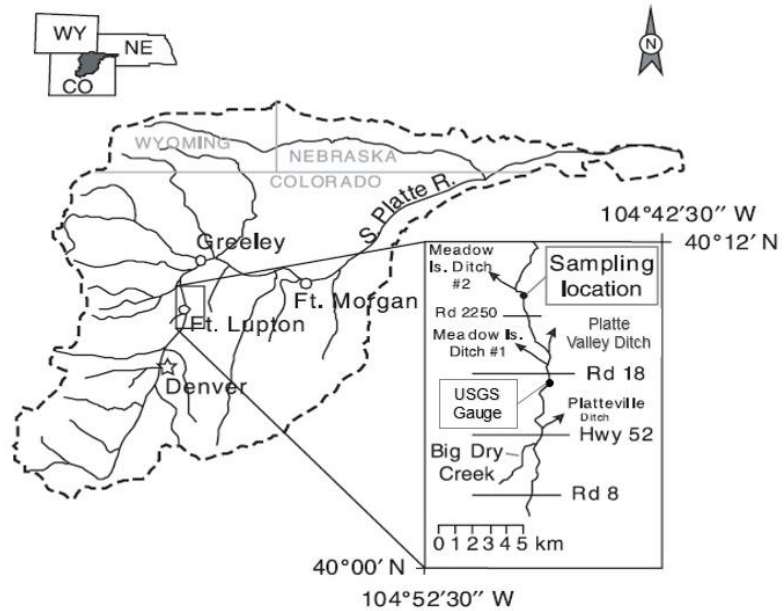 WY
NE
CO
N
WYOMING
NEBRASKA
COLORADO
S. Platte R.
Greeley
Ft. Morgan
Ft. Lupton
Denver
104°42′30″ W
40°12′ N
Meadow
Is. Ditch
#2
Sampling
location
Rd 2250
Meadow Is.
Ditch #1
Platte
Valley Ditch
Rd 18
USGS
Gauge
Platteville
Ditch
Hwy 52
Big Dry
Creek
Rd 8
0 1 2 3 4 5 km
40°00′ N
104°52′30″ W